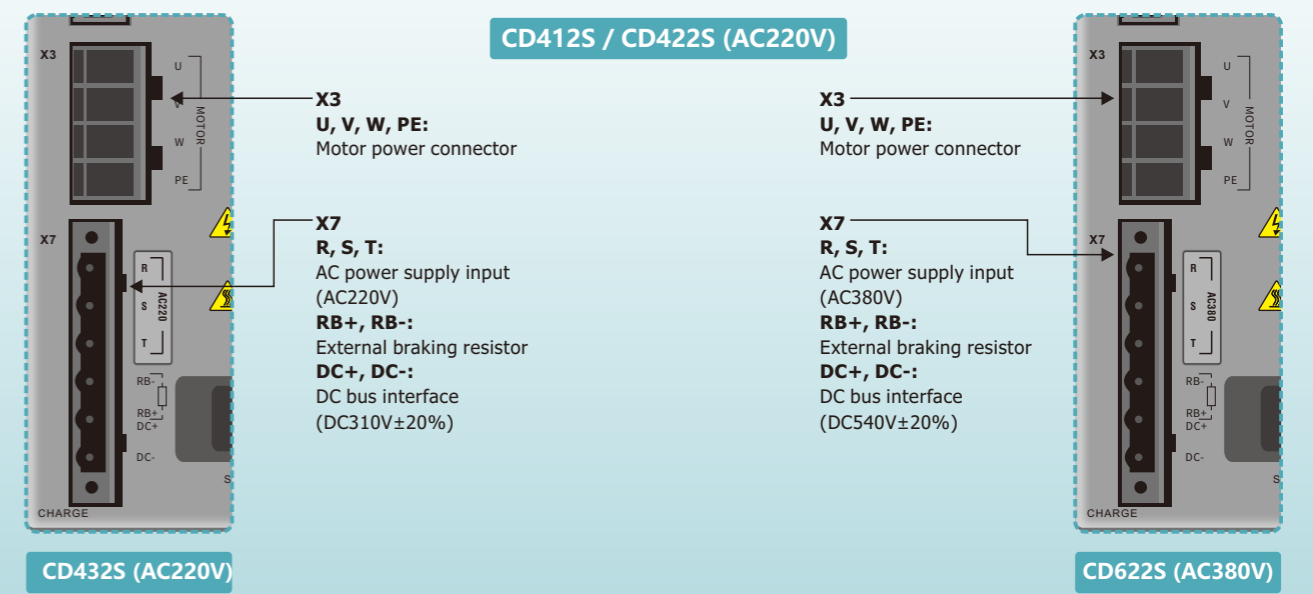 CD412S / CD422S (AC220V)
X3
U
V
W
PE
MOTOR
X7
R
S
T
AC220
RB-
RB+
DC+
DC-
S
CHARGE
CD432S (AC220V)
X3
U, V, W, PE:
Motor power connector
X7
R, S, T:
AC power supply input
(AC220V)
RB+, RB-:
External braking resistor
DC+, DC-:
DC bus interface
(DC310V±20%)
X3
U, V, W, PE:
Motor power connector
X7
R, S, T:
AC power supply input
(AC380V)
RB+, RB-:
External braking resistor
DC+, DC-:
DC bus interface
(DC540V±20%)
X3
U
V
W
PE
MOTOR
X7
R
S
T
AC380
RB-
RB+
DC+
DC-
S
CHARGE
CD622S (AC380V)